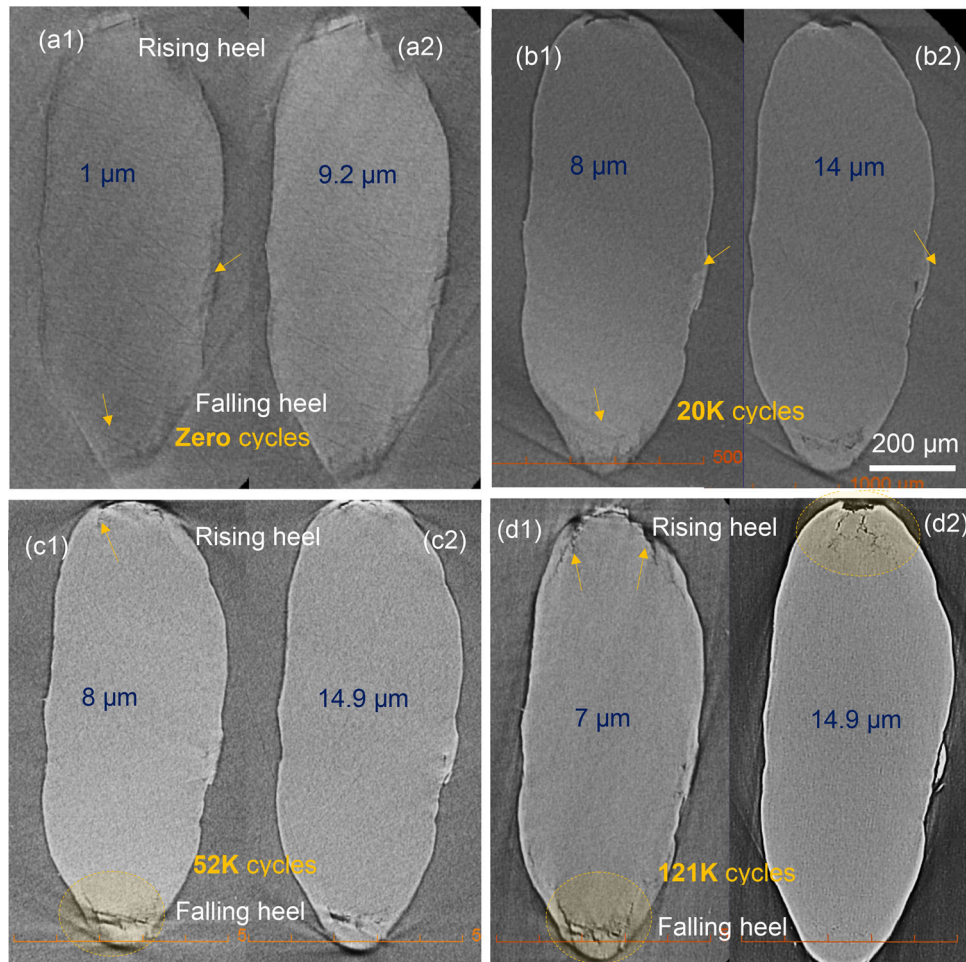 (a1)
Rising heel
(a2)
1 µm
9.2 µm
Falling heel
Zero cycles
(b1)
(b2)
8 µm
14 µm
20K cycles
200 µm
500
1000 µm
(c1)
Rising heel
(c2)
8 µm
14.9 µm
52K cycles
Falling heel
(d1)
Rising heel
(d2)
7 µm
14.9 µm
121K cycles
Falling heel